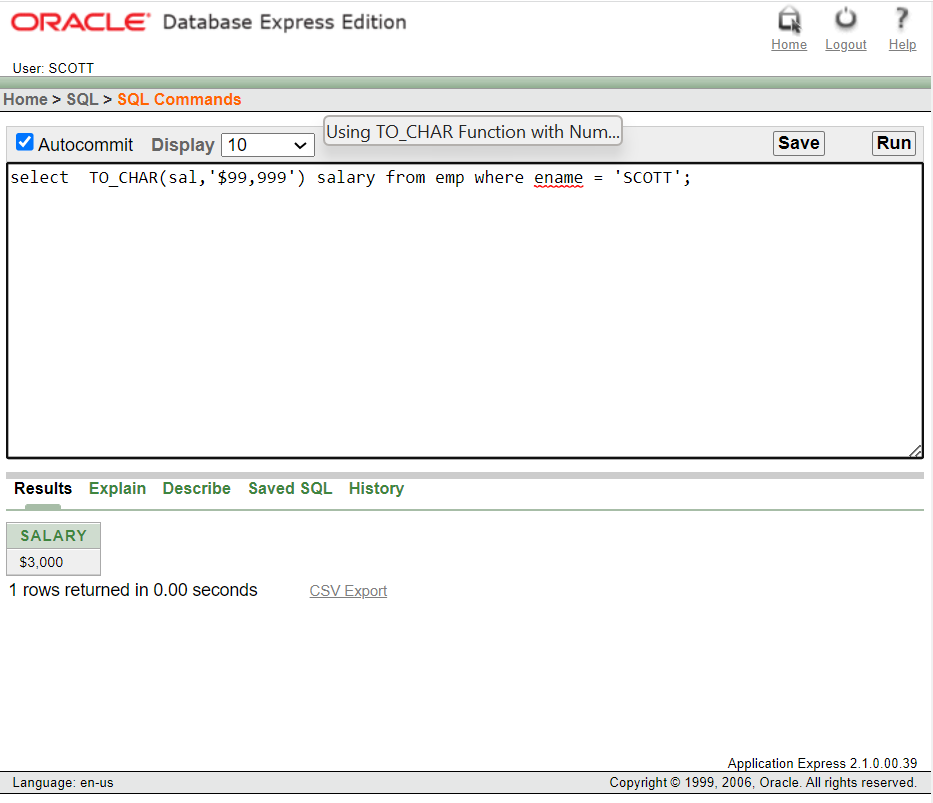 ORACLE® Database Express Edition
Home Logout Help
User: SCOTT
Home > SQL > SQL Commands
Autocommit Display 10 Using TO_CHAR Function with Num... Save Run
select  TO_CHAR(sal,'$99,999') salary from emp where ename = 'SCOTT';
Results Explain Describe Saved SQL History
SALARY
$3,000
1 rows returned in 0.00 seconds CSV Export
Application Express 2.1.0.00.39
Language: en-us Copyright © 1999, 2006, Oracle. All rights reserved.